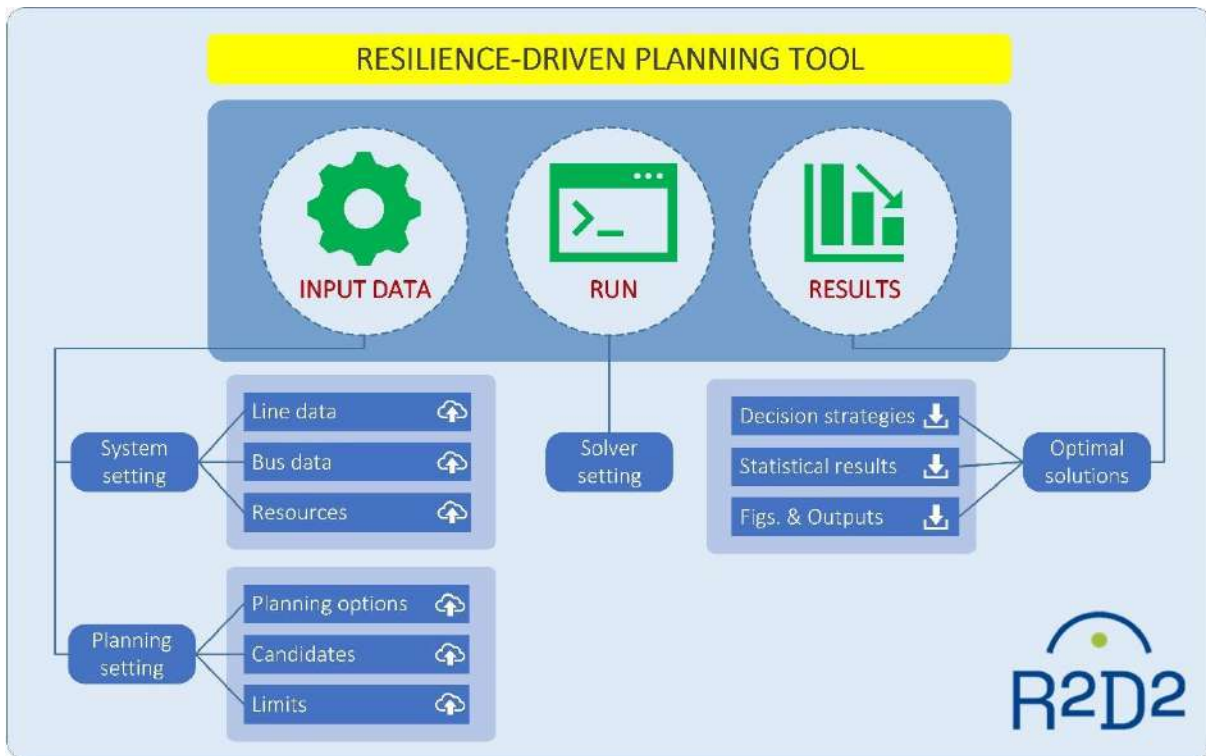 RESILIENCE-DRIVEN PLANNING TOOL
INPUT DATA
RUN
RESULTS
System
setting
Line data
Bus data
Resources
Solver
setting
Decision strategies
Statistical results
Figs. & Outputs
Optimal
solutions
Planning
setting
Planning options
Candidates
Limits
R2D2